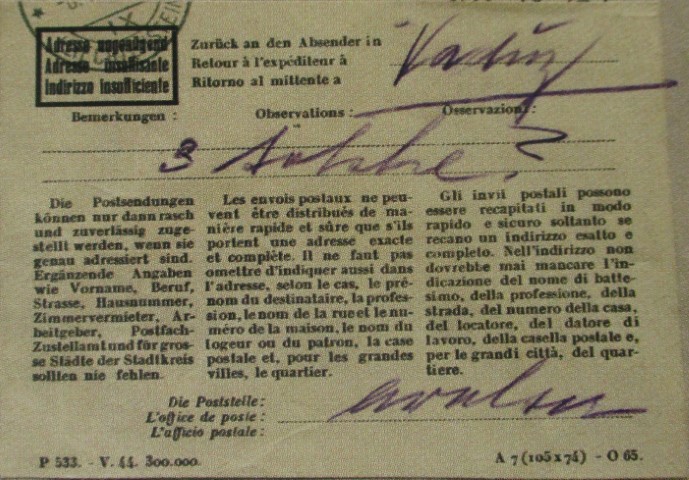 Adresse ungenügend
Adresse insuffisante
Indirizzo insufficiente
Zurück an den Absender in
Retour à l'expéditeur à
Ritorno al mittente a
Vaduz
Bemerkungen : Observations : Osservazioni :
3 solche ?
Die Postsendungen
können nur dann rasch
und zuverlässig zuge-
stellt werden, wenn sie
genau adressiert sind.
Ergänzende Angaben
wie Vorname, Beruf,
Strasse, Hausnummer,
Zimmervermieter, Ar-
beitgeber, Postfach-
Zustellamt und für gros-
se Städte der Stadtkreis
sollten nie fehlen.
Les envois postaux ne peu-
vent être distribués de ma-
nière rapide et sûre que s'ils
portent une adresse exacte
et complète. Il ne faut pas
omettre d'indiquer aussi dans
l'adresse, selon le cas, le pré-
nom du destinataire, la profes-
sion, le nom de la rue et le nu-
méro de la maison, le nom du
logeur ou du patron, la case
postale et, pour les grandes
villes, le quartier.
Gli invii postali possono
essere recapitati in modo
rapido e sicuro soltanto se
recano un indirizzo esatto e
completo. Nell'indirizzo non
dovrebbe mai mancare l'in-
dicazione del nome di batte-
simo, della professione, della
strada, del numero della casa,
del locatore, del datore di
lavoro, della casella postale e,
per le grandi città, del quar-
tiere.
Die Poststelle:
L'office de poste :
L'ufficio postale :
P 533. - V. 44. 300.000.
A 7 (105 x 74) - O 65.